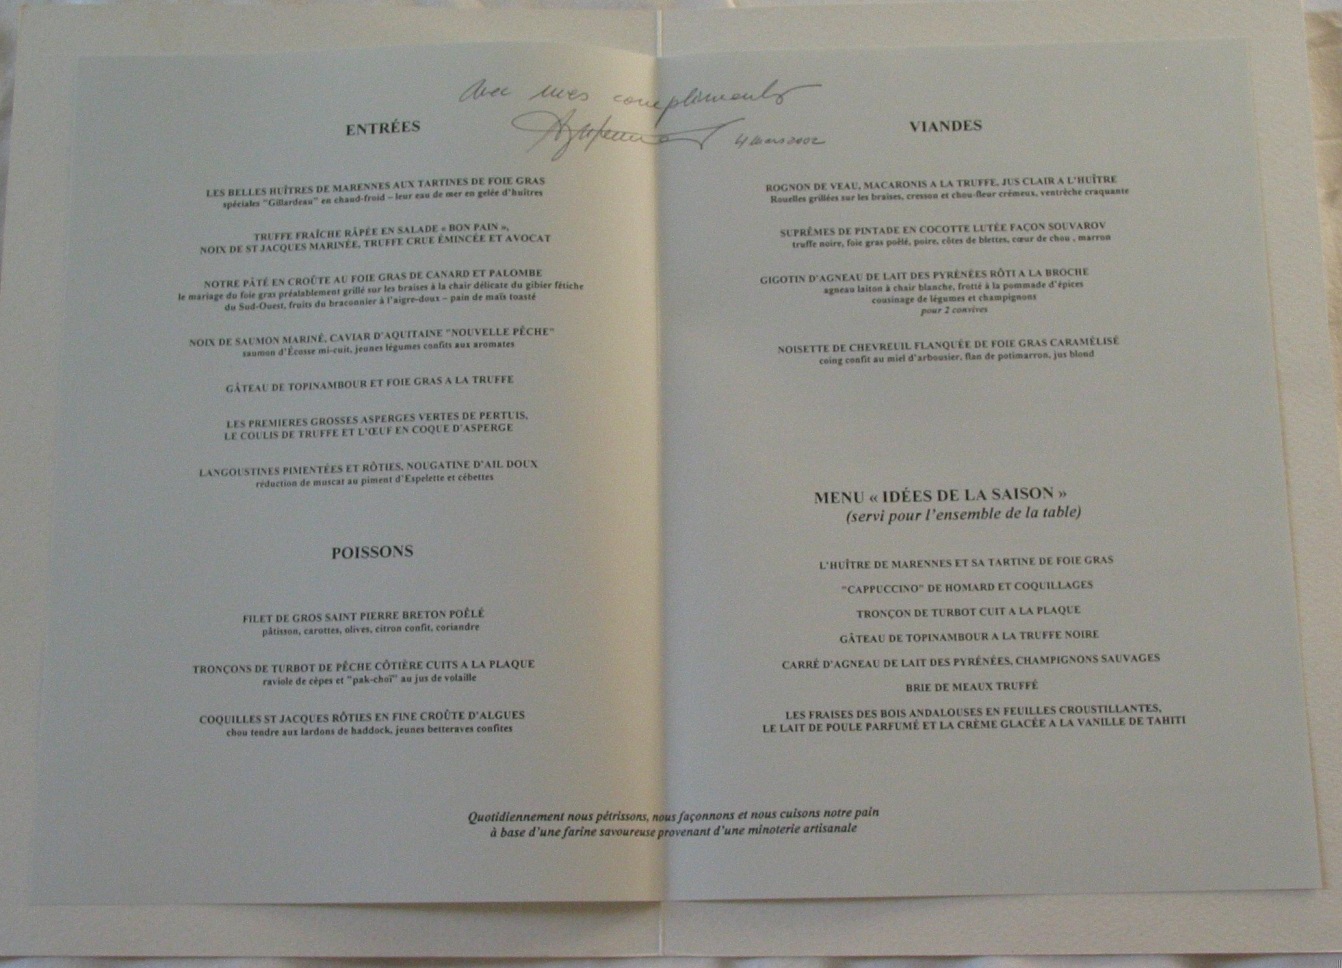 Avec mes compliments
4 mars 2002
ENTRÉES
LES BELLES HUÎTRES DE MARENNES AUX TARTINES DE FOIE GRAS
spéciales "Gillardeau" en chaud-froid – leur eau de mer en gelée d'huîtres
TRUFFE FRAÎCHE RÂPÉE EN SALADE « BON PAIN »,
NOIX DE ST JACQUES MARINÉE, TRUFFE CRUE ÉMINCÉE ET AVOCAT
NOTRE PÂTÉ EN CROÛTE AU FOIE GRAS DE CANARD ET PALOMBE
le mariage du foie gras préalablement grillé sur les braises à la chair délicate du gibier fétiche
du Sud-Ouest, fruits du braconnier à l'aigre-doux – pain de maïs toasté
NOIX DE SAUMON MARINÉ, CAVIAR D'AQUITAINE "NOUVELLE PÊCHE"
saumon d'Écosse mi-cuit, jeunes légumes confits aux aromates
GÂTEAU DE TOPINAMBOUR ET FOIE GRAS A LA TRUFFE
LES PREMIERES GROSSES ASPERGES VERTES DE PERTUIS,
LE COULIS DE TRUFFE ET L'ŒUF EN COQUE D'ASPERGE
LANGOUSTINES PIMENTÉES ET RÔTIES, NOUGATINE D'AIL DOUX
réduction de muscat au piment d'Espelette et cébettes
POISSONS
FILET DE GROS SAINT PIERRE BRETON POÊLÉ
pâtisson, carottes, olives, citron confit, coriandre
TRONÇONS DE TURBOT DE PÊCHE CÔTIÈRE CUITS A LA PLAQUE
raviole de cèpes et "pak-choï" au jus de volaille
COQUILLES ST JACQUES RÔTIES EN FINE CROÛTE D'ALGUES
chou tendre aux lardons de haddock, jeunes betteraves confites
VIANDES
ROGNON DE VEAU, MACARONIS A LA TRUFFE, JUS CLAIR A L'HUÎTRE
Rouelles grillées sur les braises, cresson et chou-fleur crémeux, ventrèche craquante
SUPRÊMES DE PINTADE EN COCOTTE LUTÉE FAÇON SOUVAROV
truffe noire, foie gras poêlé, poire, côtes de blettes, cœur de chou , marron
GIGOTIN D'AGNEAU DE LAIT DES PYRÉNÉES RÔTI A LA BROCHE
agneau laiton à chair blanche, frotté à la pommade d'épices
cousinage de légumes et champignons
pour 2 convives
NOISETTE DE CHEVREUIL FLANQUÉE DE FOIE GRAS CARAMÉLISÉ
coing confit au miel d'arbousier, flan de potimarron, jus blond
MENU « IDÉES DE LA SAISON »
(servi pour l'ensemble de la table)
L'HUÎTRE DE MARENNES ET SA TARTINE DE FOIE GRAS
"CAPPUCCINO" DE HOMARD ET COQUILLAGES
TRONÇON DE TURBOT CUIT A LA PLAQUE
GÂTEAU DE TOPINAMBOUR A LA TRUFFE NOIRE
CARRÉ D'AGNEAU DE LAIT DES PYRÉNÉES, CHAMPIGNONS SAUVAGES
BRIE DE MEAUX TRUFFÉ
LES FRAISES DES BOIS ANDALOUSES EN FEUILLES CROUSTILLANTES,
LE LAIT DE POULE PARFUMÉ ET LA CRÈME GLACÉE A LA VANILLE DE TAHITI
Quotidiennement nous pétrissons, nous façonnons et nous cuisons notre pain
à base d'une farine savoureuse provenant d'une minoterie artisanale